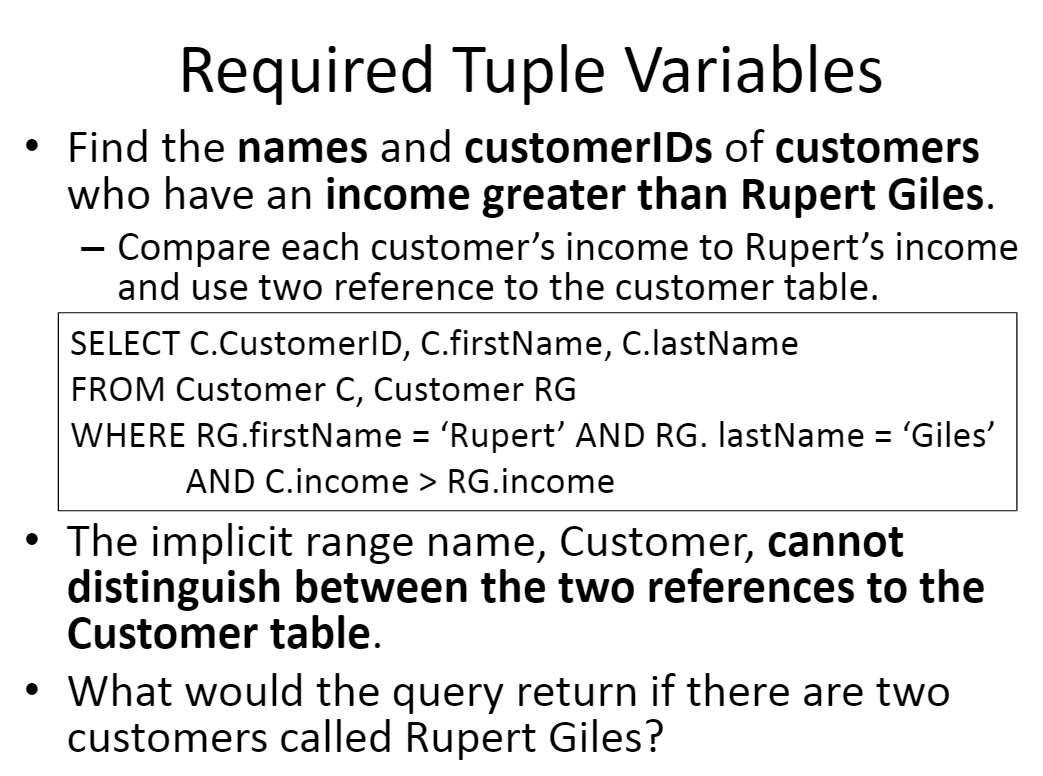 Required Tuple Variables
• Find the names and customerIDs of customers
who have an income greater than Rupert Giles.
– Compare each customer’s income to Rupert’s income
and use two reference to the customer table.
SELECT C.CustomerID, C.firstName, C.lastName
FROM Customer C, Customer RG
WHERE RG.firstName = ‘Rupert’ AND RG. lastName = ‘Giles’
AND C.income > RG.income
• The implicit range name, Customer, cannot
distinguish between the two references to the
Customer table.
• What would the query return if there are two
customers called Rupert Giles?